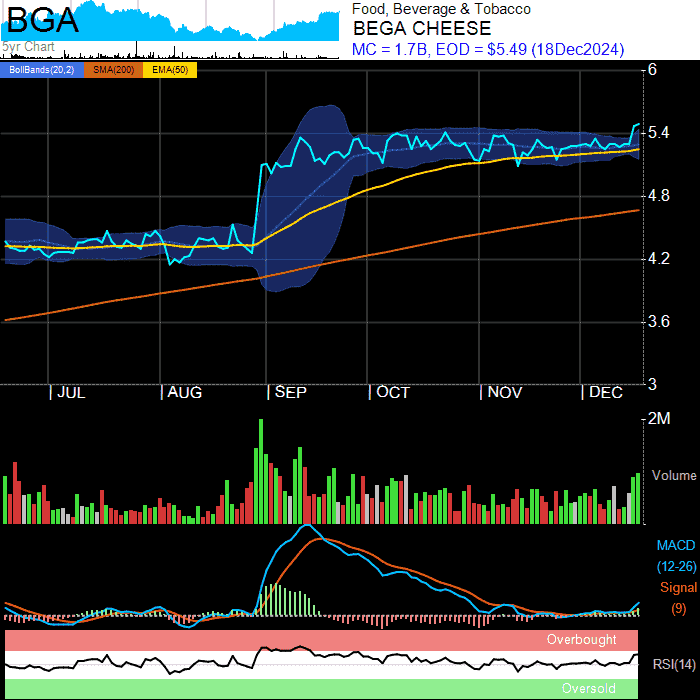 BGA
5yr Chart
Food, Beverage & Tobacco
BEGA CHEESE
MC = 1.7B, EOD = $5.49 (18Dec2024)
BollBands(20,2) SMA(200) EMA(50)
6
5.4
4.8
4.2
3.6
3
JUL AUG SEP OCT NOV DEC
2M
Volume
MACD
(12-26)
Signal
(9)
Overbought
RSI(14)
Oversold